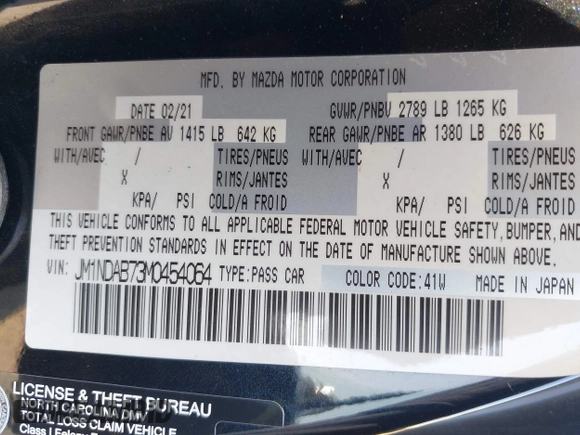 MFD. BY MAZDA MOTOR CORPORATION
DATE 02/21 GVWR/PNBV 2789 LB 1265 KG
FRONT GAWR/PNBE AV 1415 LB 642 KG REAR GAWR/PNBE AR 1380 LB 626 KG
WITH/AVEC / TIRES/PNEUS WITH/AVEC / TIRES/PNEUS
X RIMS/JANTES X RIMS/JANTES
KPA/ PSI COLD/A FROID KPA/ PSI COLD/A FROID
THIS VEHICLE CONFORMS TO ALL APPLICABLE FEDERAL MOTOR VEHICLE SAFETY, BUMPER, AND
THEFT PREVENTION STANDARDS IN EFFECT ON THE DATE OF MANUFACTURE SHOWN ABOVE.
VIN: JM1NDAB73M0454064 TYPE: PASS CAR COLOR CODE: 41W MADE IN JAPAN
LICENSE & THEFT BUREAU
NORTH CAROLINA DMV
TOTAL LOSS CLAIM VEHICLE
Class I Felony